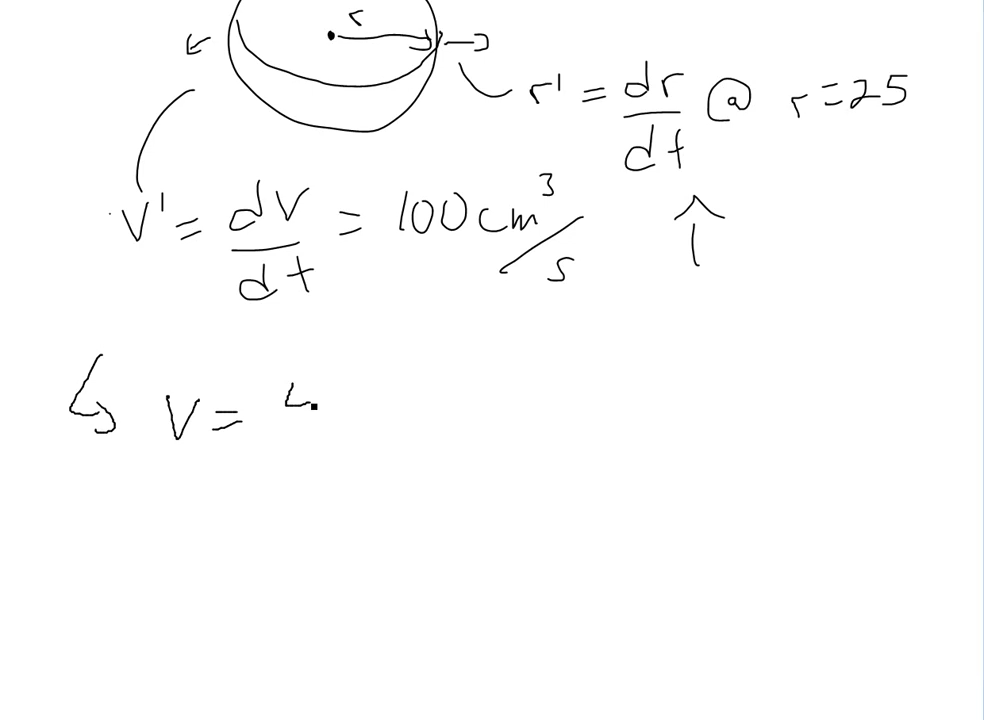 r
r' = dr/dt @ r = 25
V' = dV/dt = 100 cm³/s
V = 4